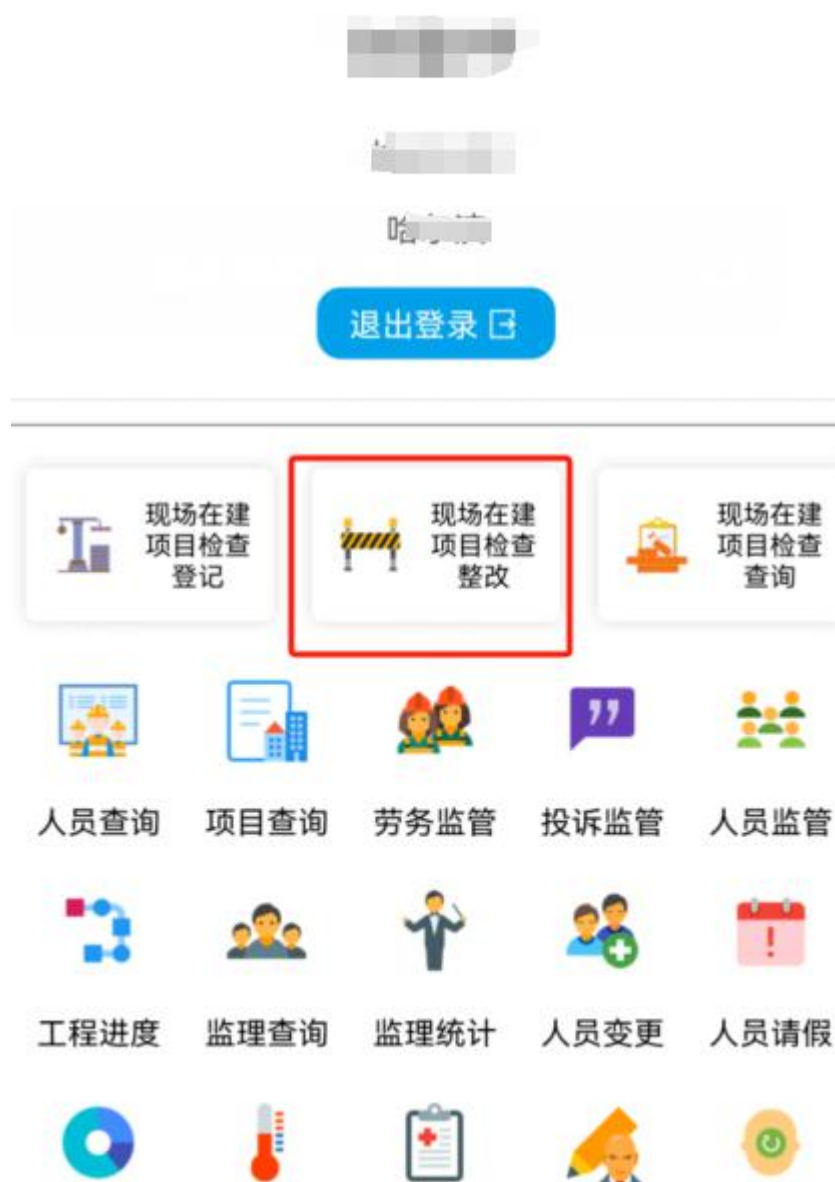 退出登录
现场在建
项目检查
登记
现场在建
项目检查
整改
现场在建
项目检查
查询
人员查询
项目查询
劳务监管
投诉监管
人员监管
工程进度
监理查询
监理统计
人员变更
人员请假